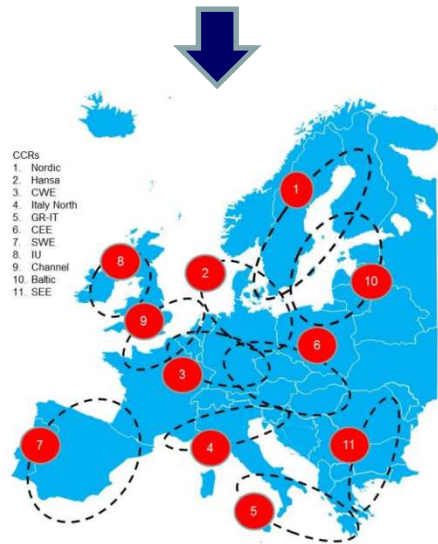 CCRs
1. Nordic
2. Hansa
3. CWE
4. Italy North
5. GR-IT
6. CEE
7. SWE
8. IU
9. Channel
10. Baltic
11. SEE
1
8
2
10
9
6
3
7
4
11
5